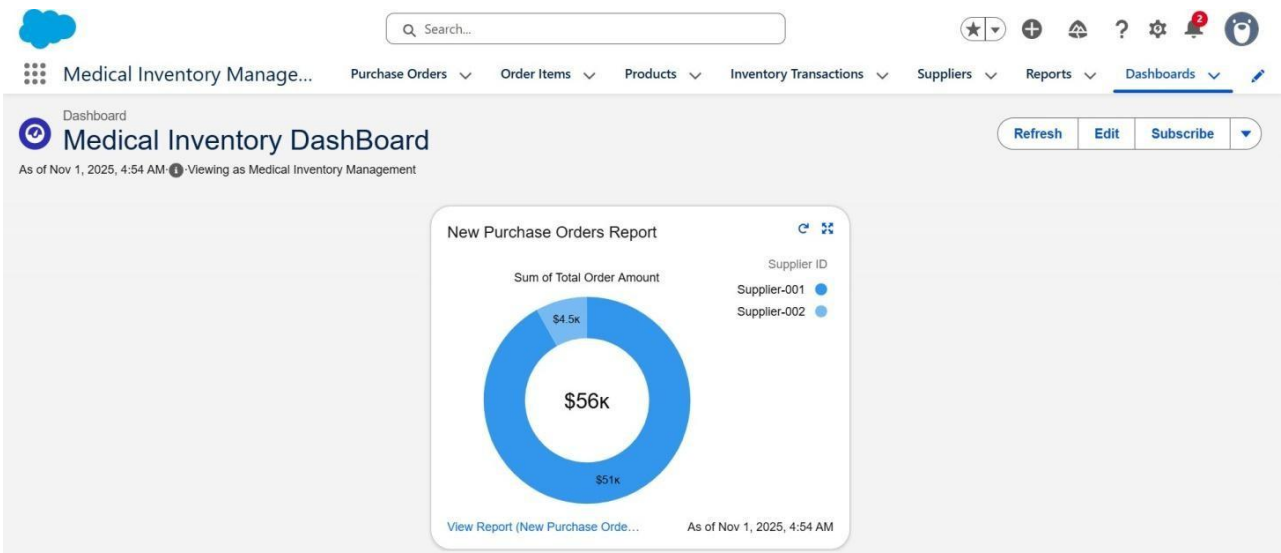 Search...
2
Medical Inventory Manage... Purchase Orders Order Items Products Inventory Transactions Suppliers Reports Dashboards
Dashboard
Medical Inventory DashBoard
Refresh Edit Subscribe
As of Nov 1, 2025, 4:54 AM·Viewing as Medical Inventory Management
New Purchase Orders Report
Supplier ID
Sum of Total Order Amount
Supplier-001
Supplier-002
$4.5K
$56K
$51K
View Report (New Purchase Orde... As of Nov 1, 2025, 4:54 AM